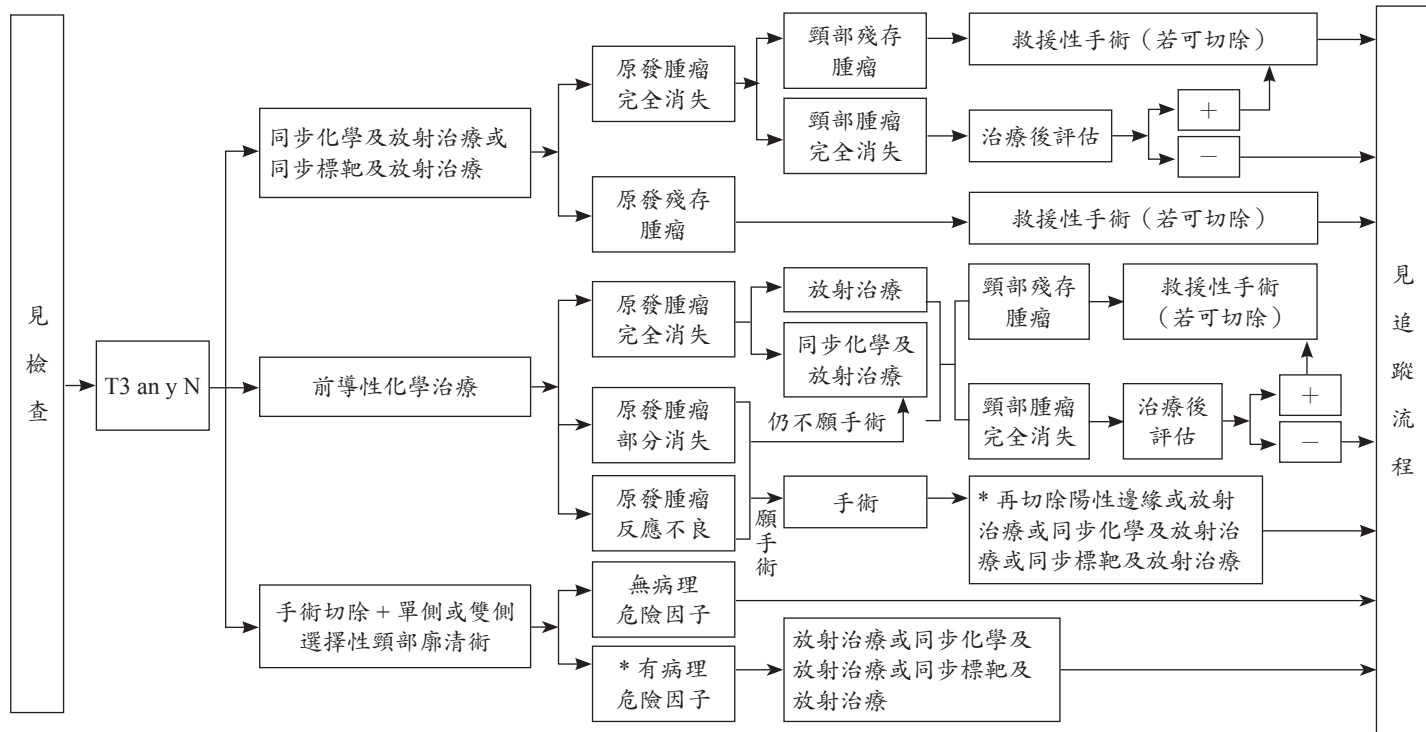 見
檢
查
T3 an y N
同步化學及放射治療或
同步標靶及放射治療
原發腫瘤
完全消失
頸部殘存
腫瘤
救援性手術（若可切除）
頸部腫瘤
完全消失
治療後評估
+
−
原發殘存
腫瘤
救援性手術（若可切除）
前導性化學治療
原發腫瘤
完全消失
放射治療
同步化學及
放射治療
頸部殘存
腫瘤
救援性手術
（若可切除）
頸部腫瘤
完全消失
治療後
評估
+
−
原發腫瘤
部分消失
仍不願手術
原發腫瘤
反應不良
願
手
術
手術
* 再切除陽性邊緣或放射
治療或同步化學及放射治
療或同步標靶及放射治療
手術切除 + 單側或雙側
選擇性頸部廓清術
無病理
危險因子
* 有病理
危險因子
放射治療或同步化學及
放射治療或同步標靶及
放射治療
見
追
蹤
流
程